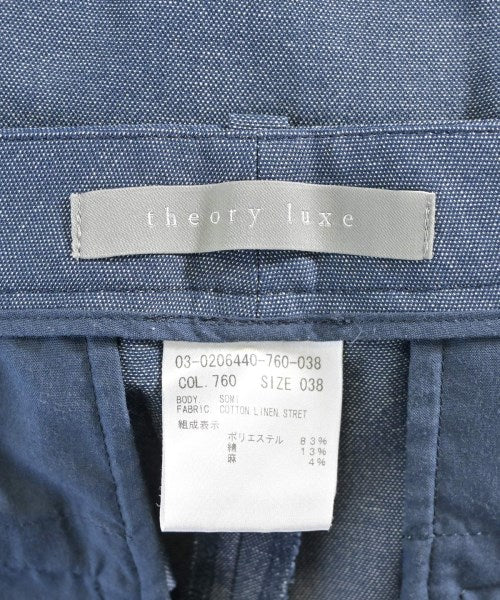 theory luxe
03-0206440-760-038
COL. 760 SIZE 038
BODY. SOMI
FABRIC. COTTON LINEN STRET
組成表示
ポリエステル 83%
綿 13%
麻 4%